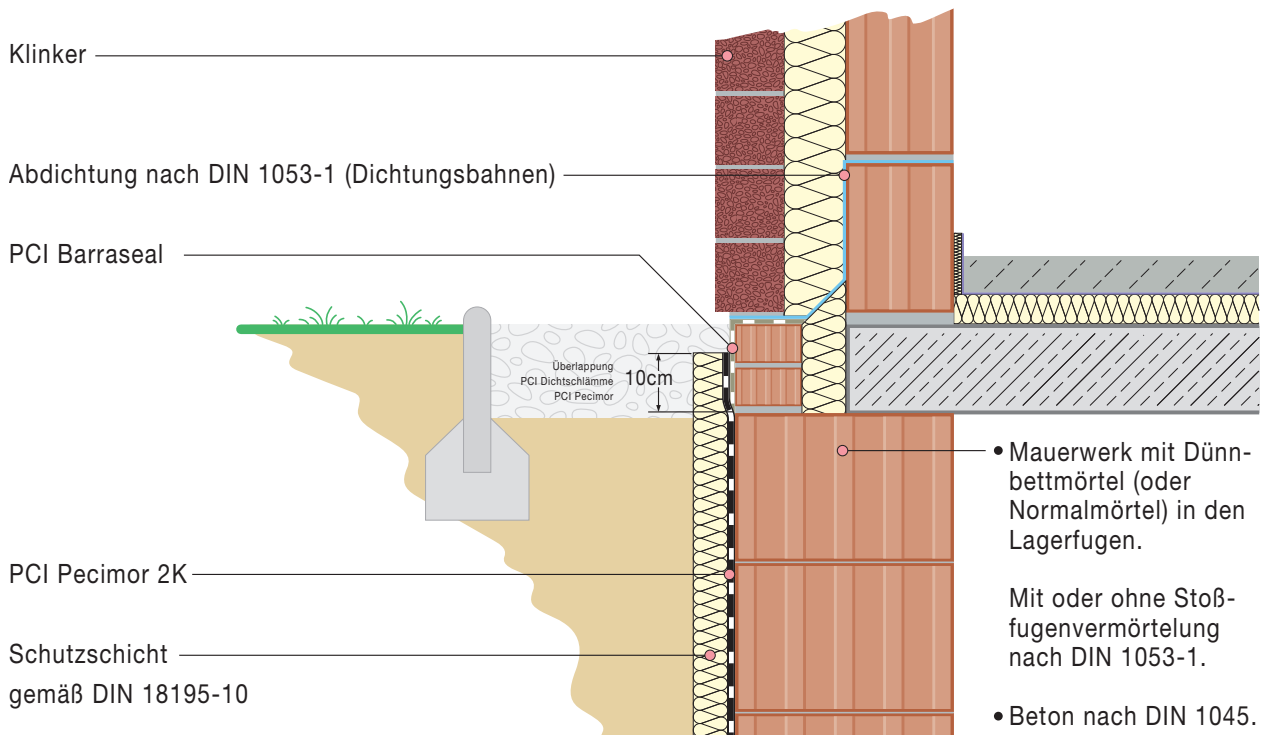 Klinker
Abdichtung nach DIN 1053-1 (Dichtungsbahnen)
PCI Barraseal
Überlappung
PCI Dichtschlämme
PCI Pecimor
10cm
PCI Pecimor 2K
Schutzschicht
gemäß DIN 18195-10
• Mauerwerk mit Dünn-
bettmörtel (oder
Normalmörtel) in den
Lagerfugen.
Mit oder ohne Stoß-
fugenvermörtelung
nach DIN 1053-1.
• Beton nach DIN 1045.